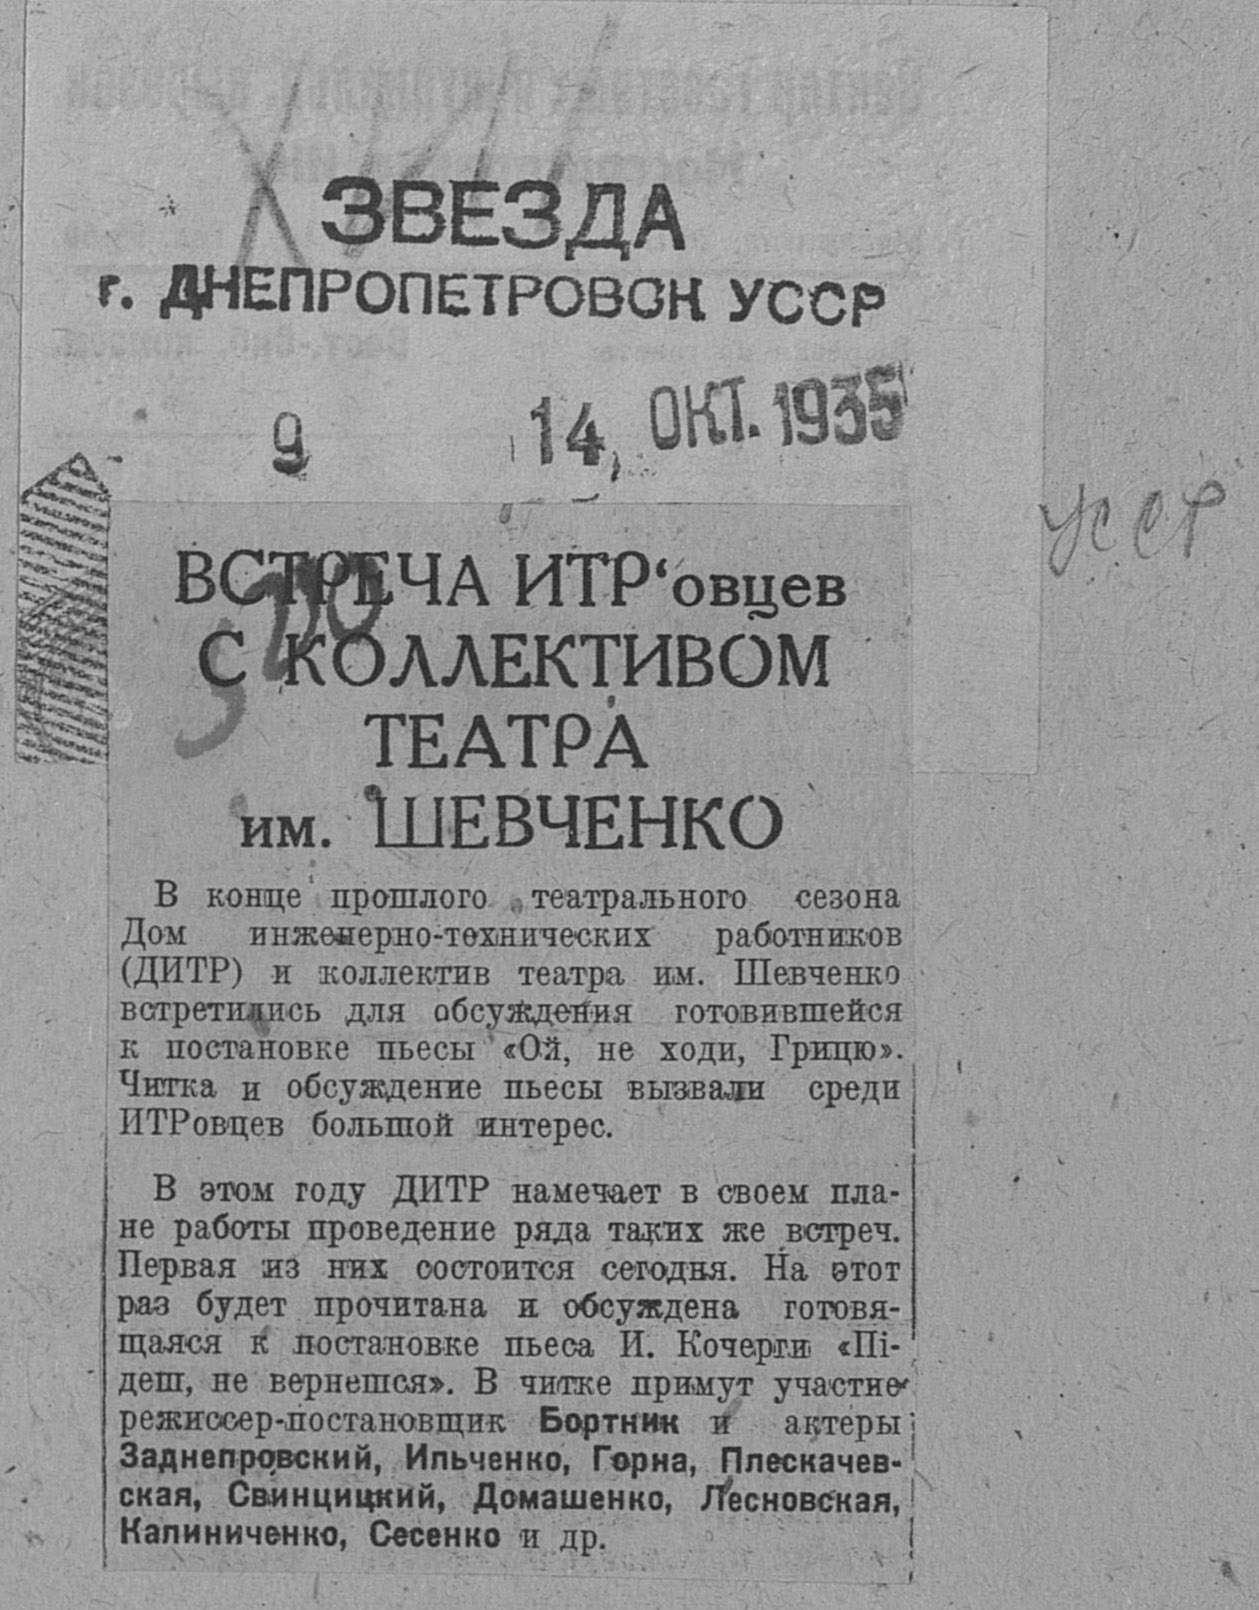 ЗВЕЗДА
г. ДНЕПРОПЕТРОВСК УССР
9 14 ОКТ. 1935
УССР
ВСТРЕЧА ИТР‘овцев
С КОЛЛЕКТИВОМ
ТЕАТРА
им. ШЕВЧЕНКО
В конце прошлого театрального сезона
Дом инженерно-технических работников
(ДИТР) и коллектив театра им. Шевченко
встретились для обсуждения готовившейся
к постановке пьесы «Ой, не ходи, Грицю».
Читка и обсуждение пьесы вызвали среди
ИТРовцев большой интерес.
В этом году ДИТР намечает в своем пла-
не работы проведение ряда таких же встреч.
Первая из них состоится сегодня. На этот
раз будет прочитана и обсуждена готовя-
щаяся к постановке пьеса И. Кочерги «Пі-
деш, не вернешся». В читке примут участие
режиссер-постановщик Бортник и актеры
Заднепровский, Ильченко, Горна, Плескачев-
ская, Свинцицкий, Домашенко, Лесновская,
Калиниченко, Сесенко и др.